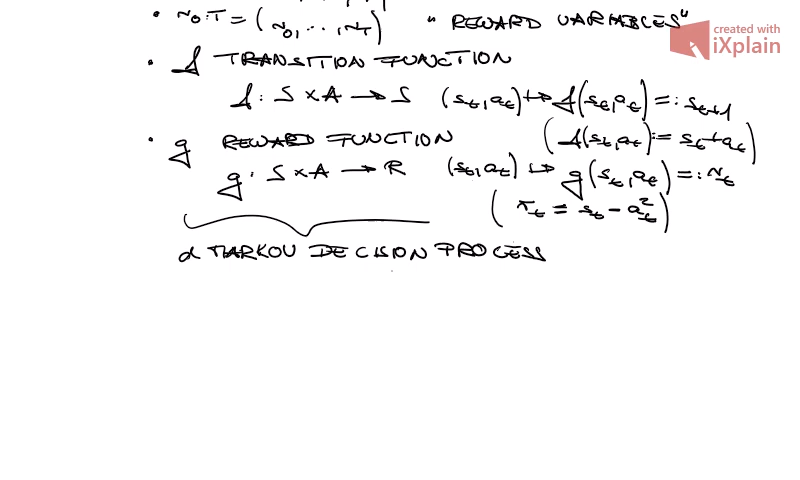 • r0:T = (r0, ..., rT) "REWARD VARIABLES"
created with
iXplain
• f TRANSITION FUNCTION
f: S × A → S (st, at) ↦ f(st, at) =: st+1
(f(st, at) := st + at)
• g REWARD FUNCTION
g: S × A → R (st, at) ↦ g(st, at) =: rt
(rt = st − at²)
d MARKOV DECISION PROCESS